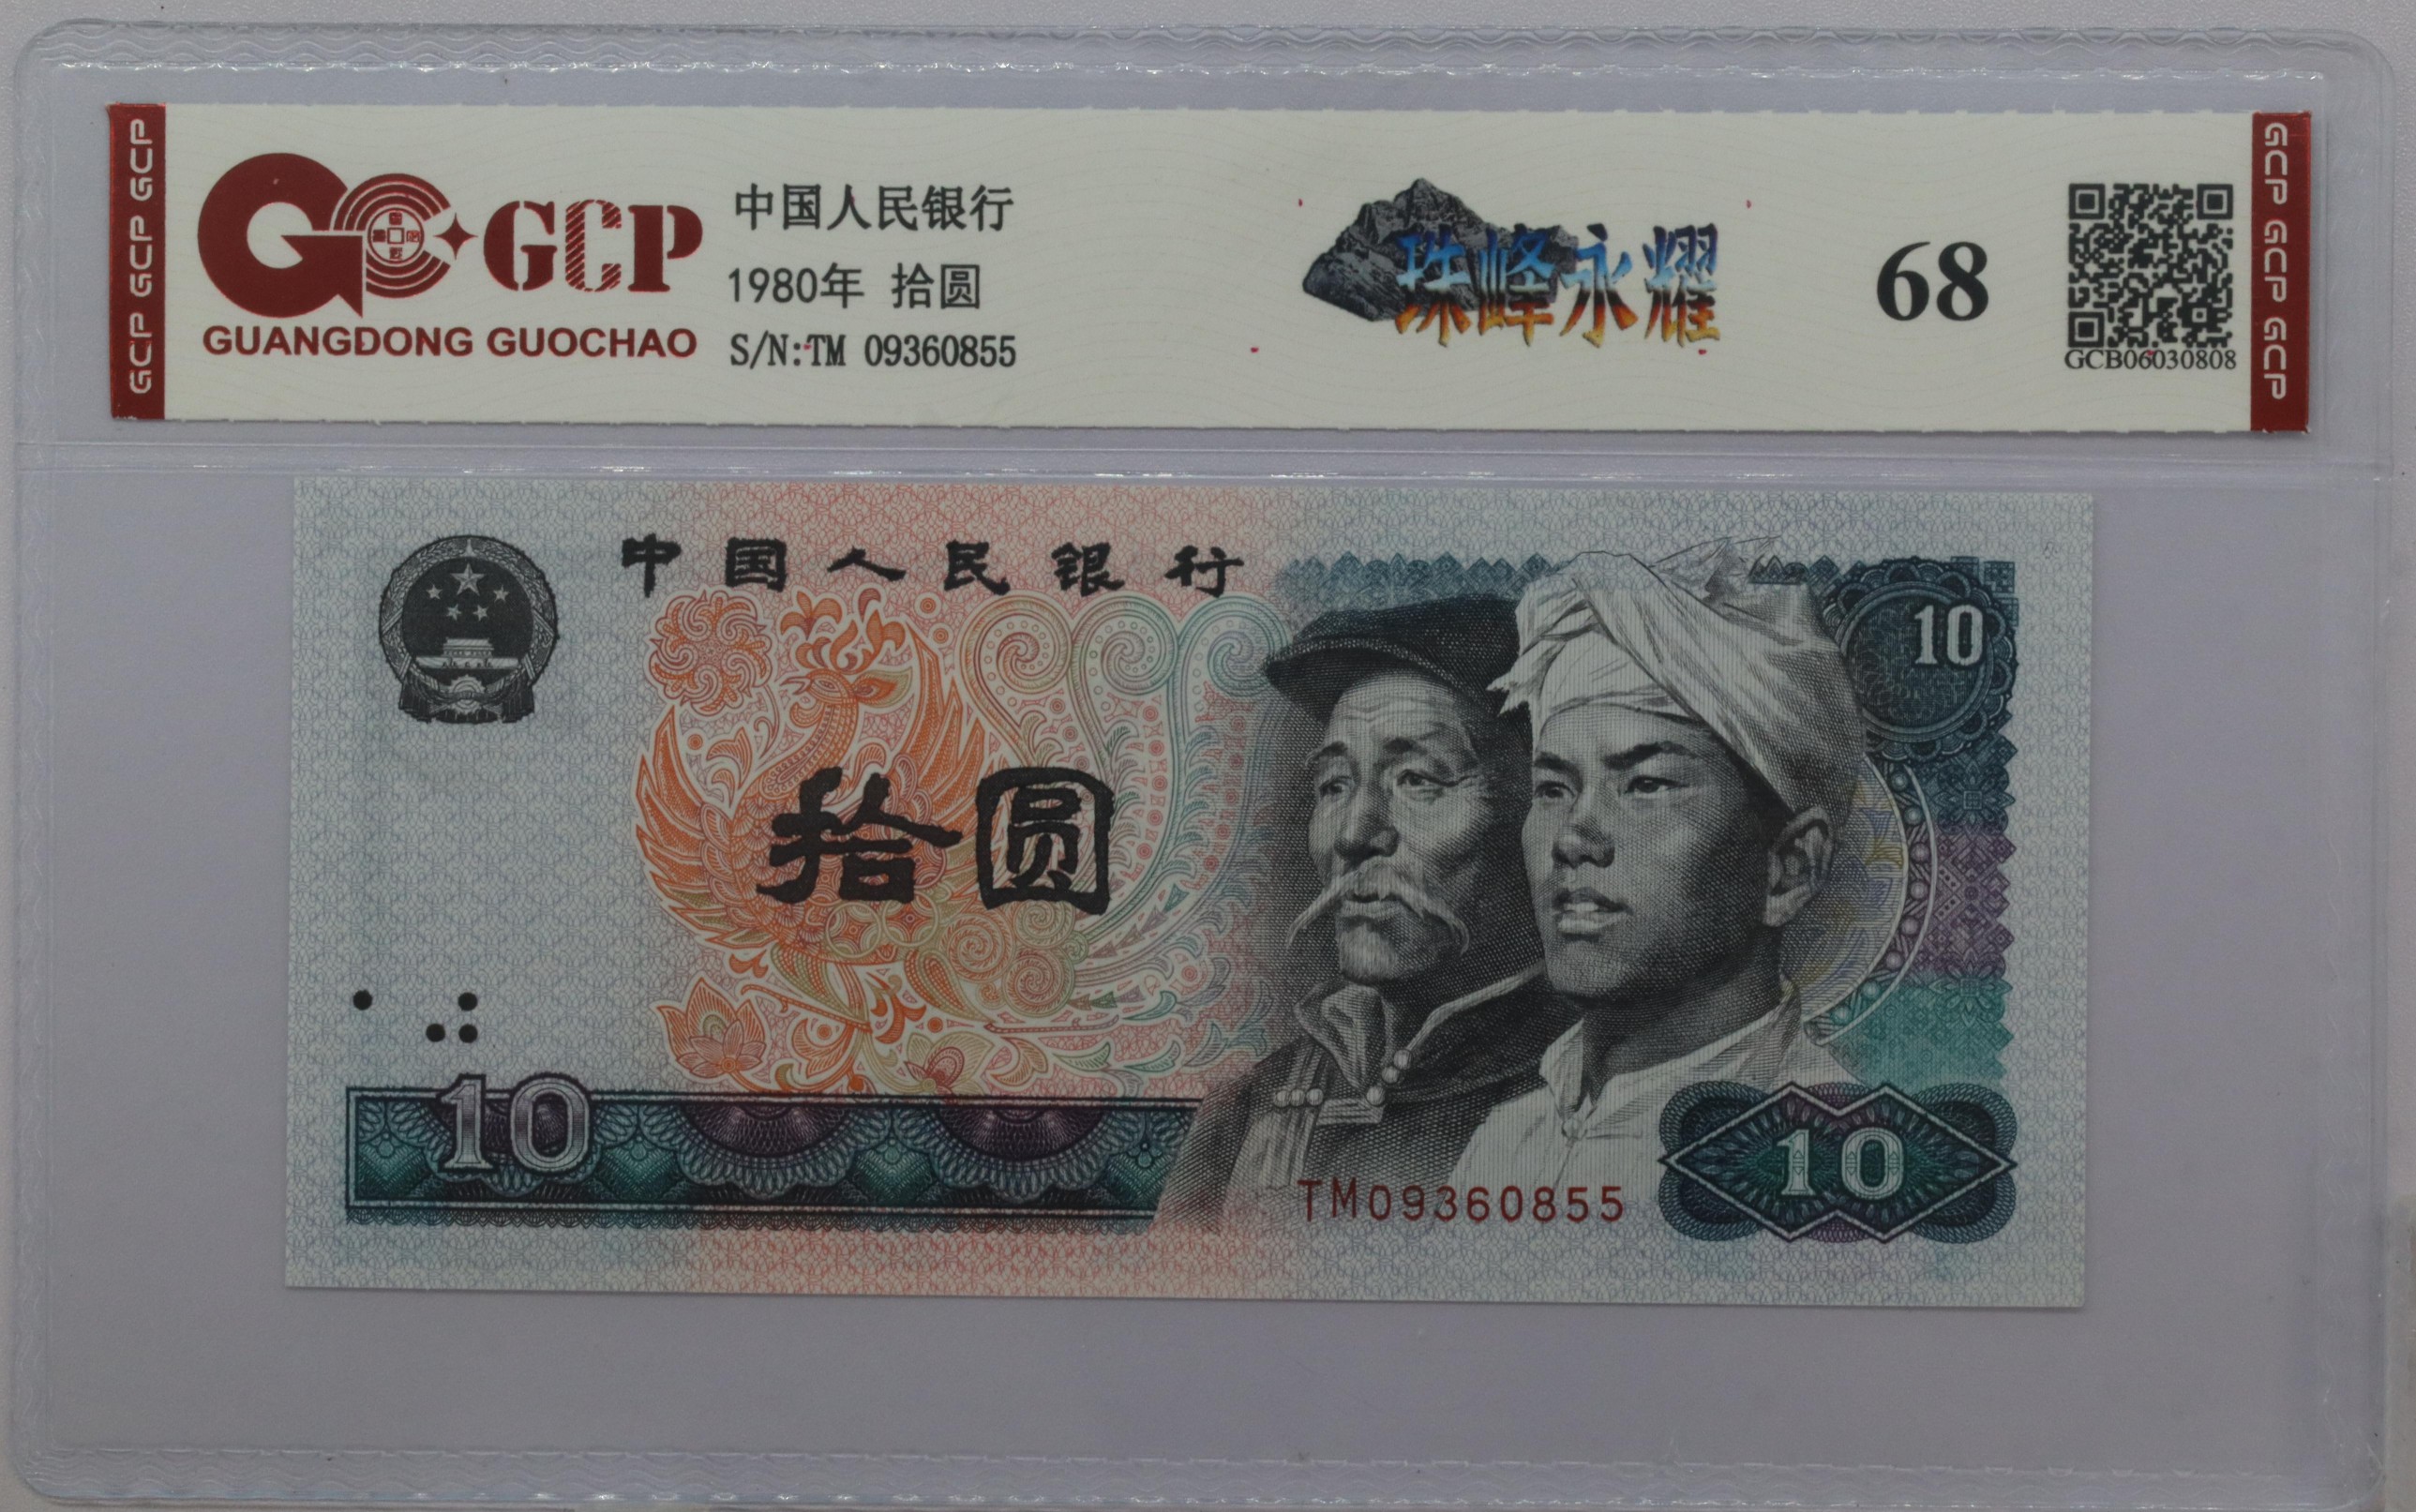 GCP GCP GCP
GCP
GUANGDONG GUOCHAO
中国人民银行
1980年 拾圆
S/N:TM 09360855
珠峰永耀
68
GCB06030808
GCP GCP GCP
中国人民银行
10
拾圆
10
TM09360855
10